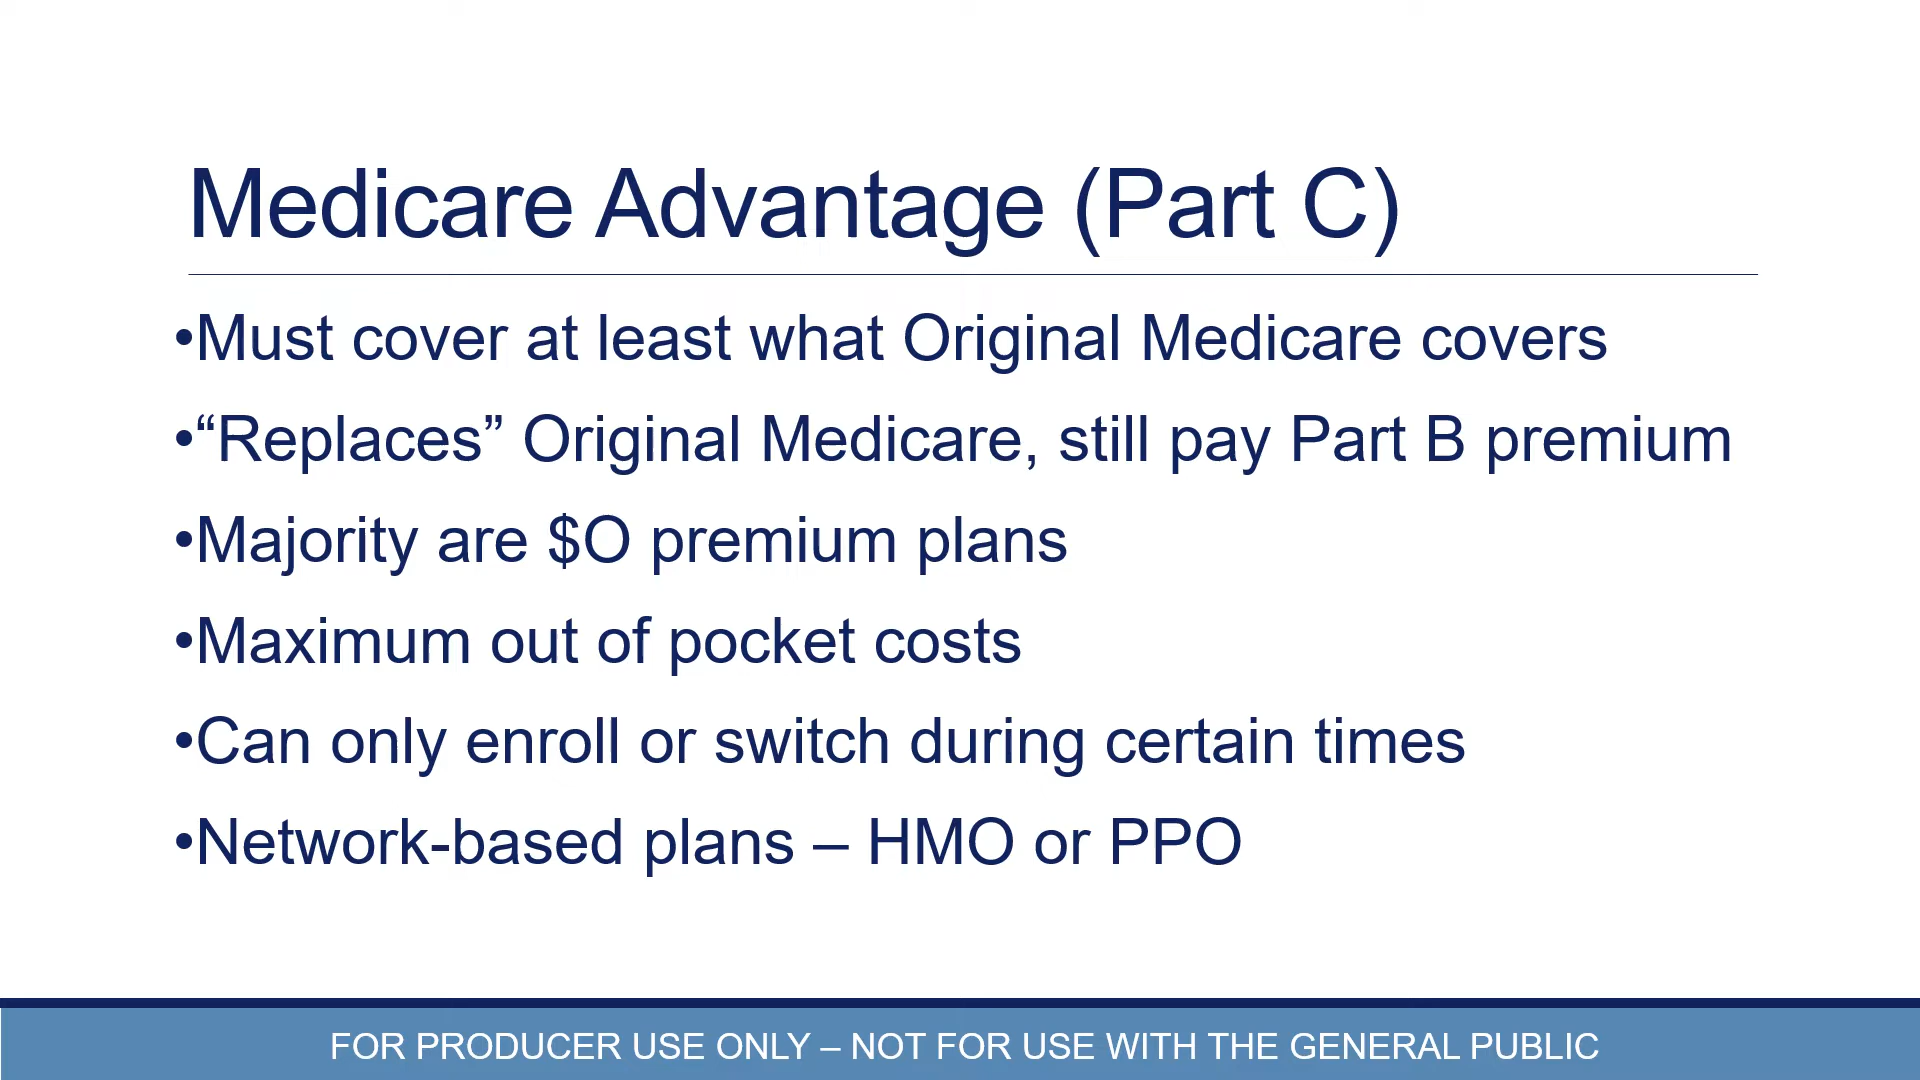 Medicare Advantage (Part C)
•Must cover at least what Original Medicare covers
•“Replaces” Original Medicare, still pay Part B premium
•Majority are $O premium plans
•Maximum out of pocket costs
•Can only enroll or switch during certain times
•Network-based plans – HMO or PPO
FOR PRODUCER USE ONLY – NOT FOR USE WITH THE GENERAL PUBLIC